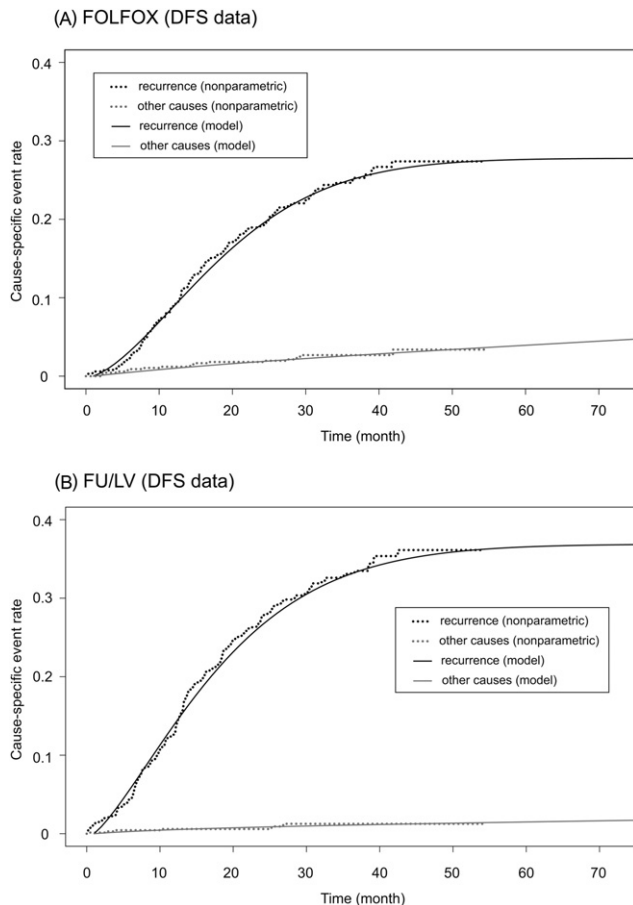 (A) FOLFOX (DFS data)
0.4
recurrence (nonparametric)
other causes (nonparametric)
recurrence (model)
other causes (model)
0.3
0.2
0.1
0
Cause-specific event rate
0 10 20 30 40 50 60 70
Time (month)
(B) FU/LV (DFS data)
0.4
0.3
recurrence (nonparametric)
other causes (nonparametric)
recurrence (model)
other causes (model)
0.2
0.1
0
Cause-specific event rate
0 10 20 30 40 50 60 70
Time (month)